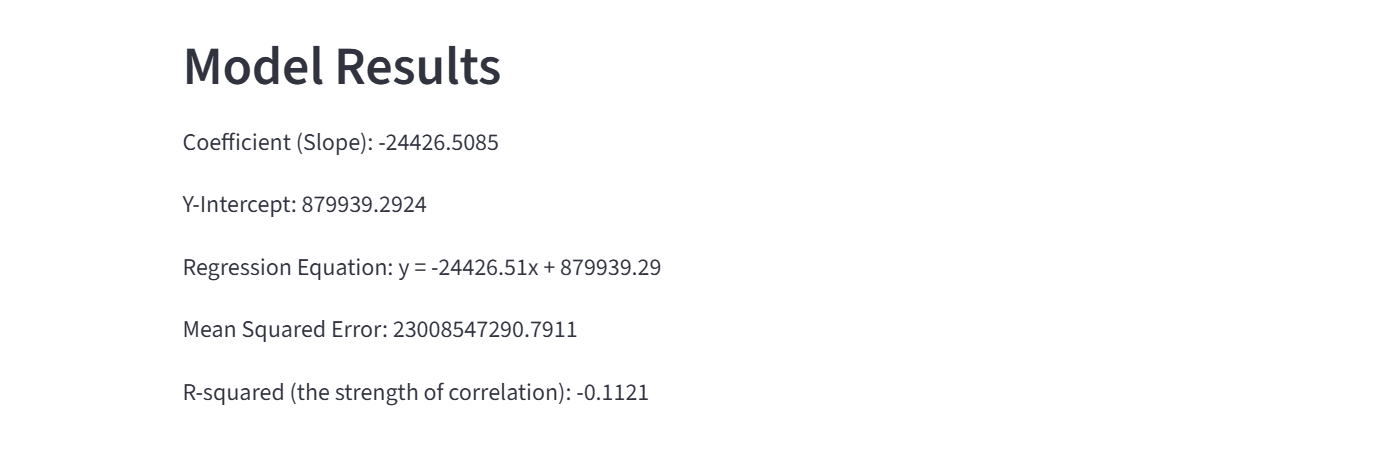 Model Results
Coefficient (Slope): -24426.5085
Y-Intercept: 879939.2924
Regression Equation: y = -24426.51x + 879939.29
Mean Squared Error: 23008547290.7911
R-squared (the strength of correlation): -0.1121